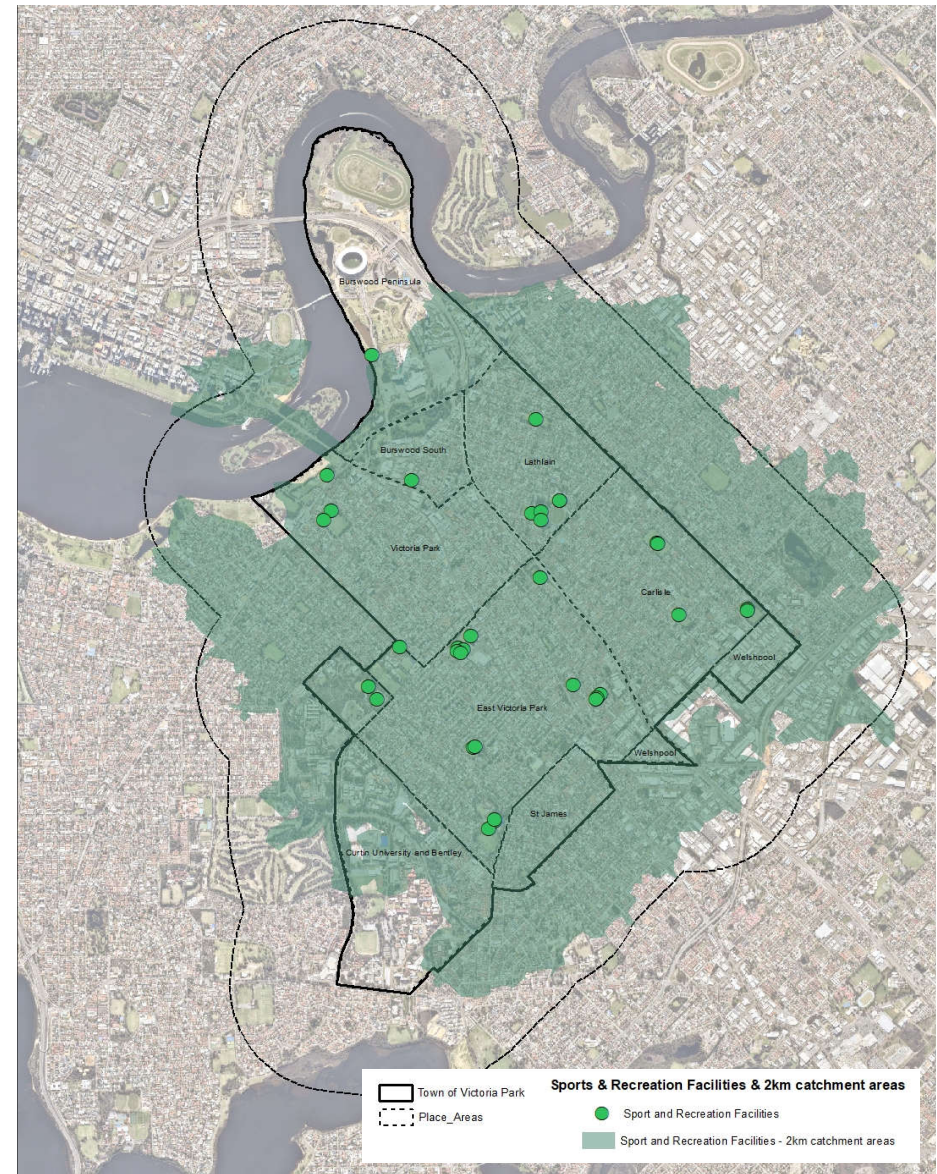 Burswood Peninsula
Burswood South
Lathlain
Victoria Park
Carlisle
Welshpool
East Victoria Park
Welshpool
St James
Curtin University and Bentley
Town of Victoria Park
Place_Areas
Sports & Recreation Facilities & 2km catchment areas
Sport and Recreation Facilities
Sport and Recreation Facilities - 2km catchment areas